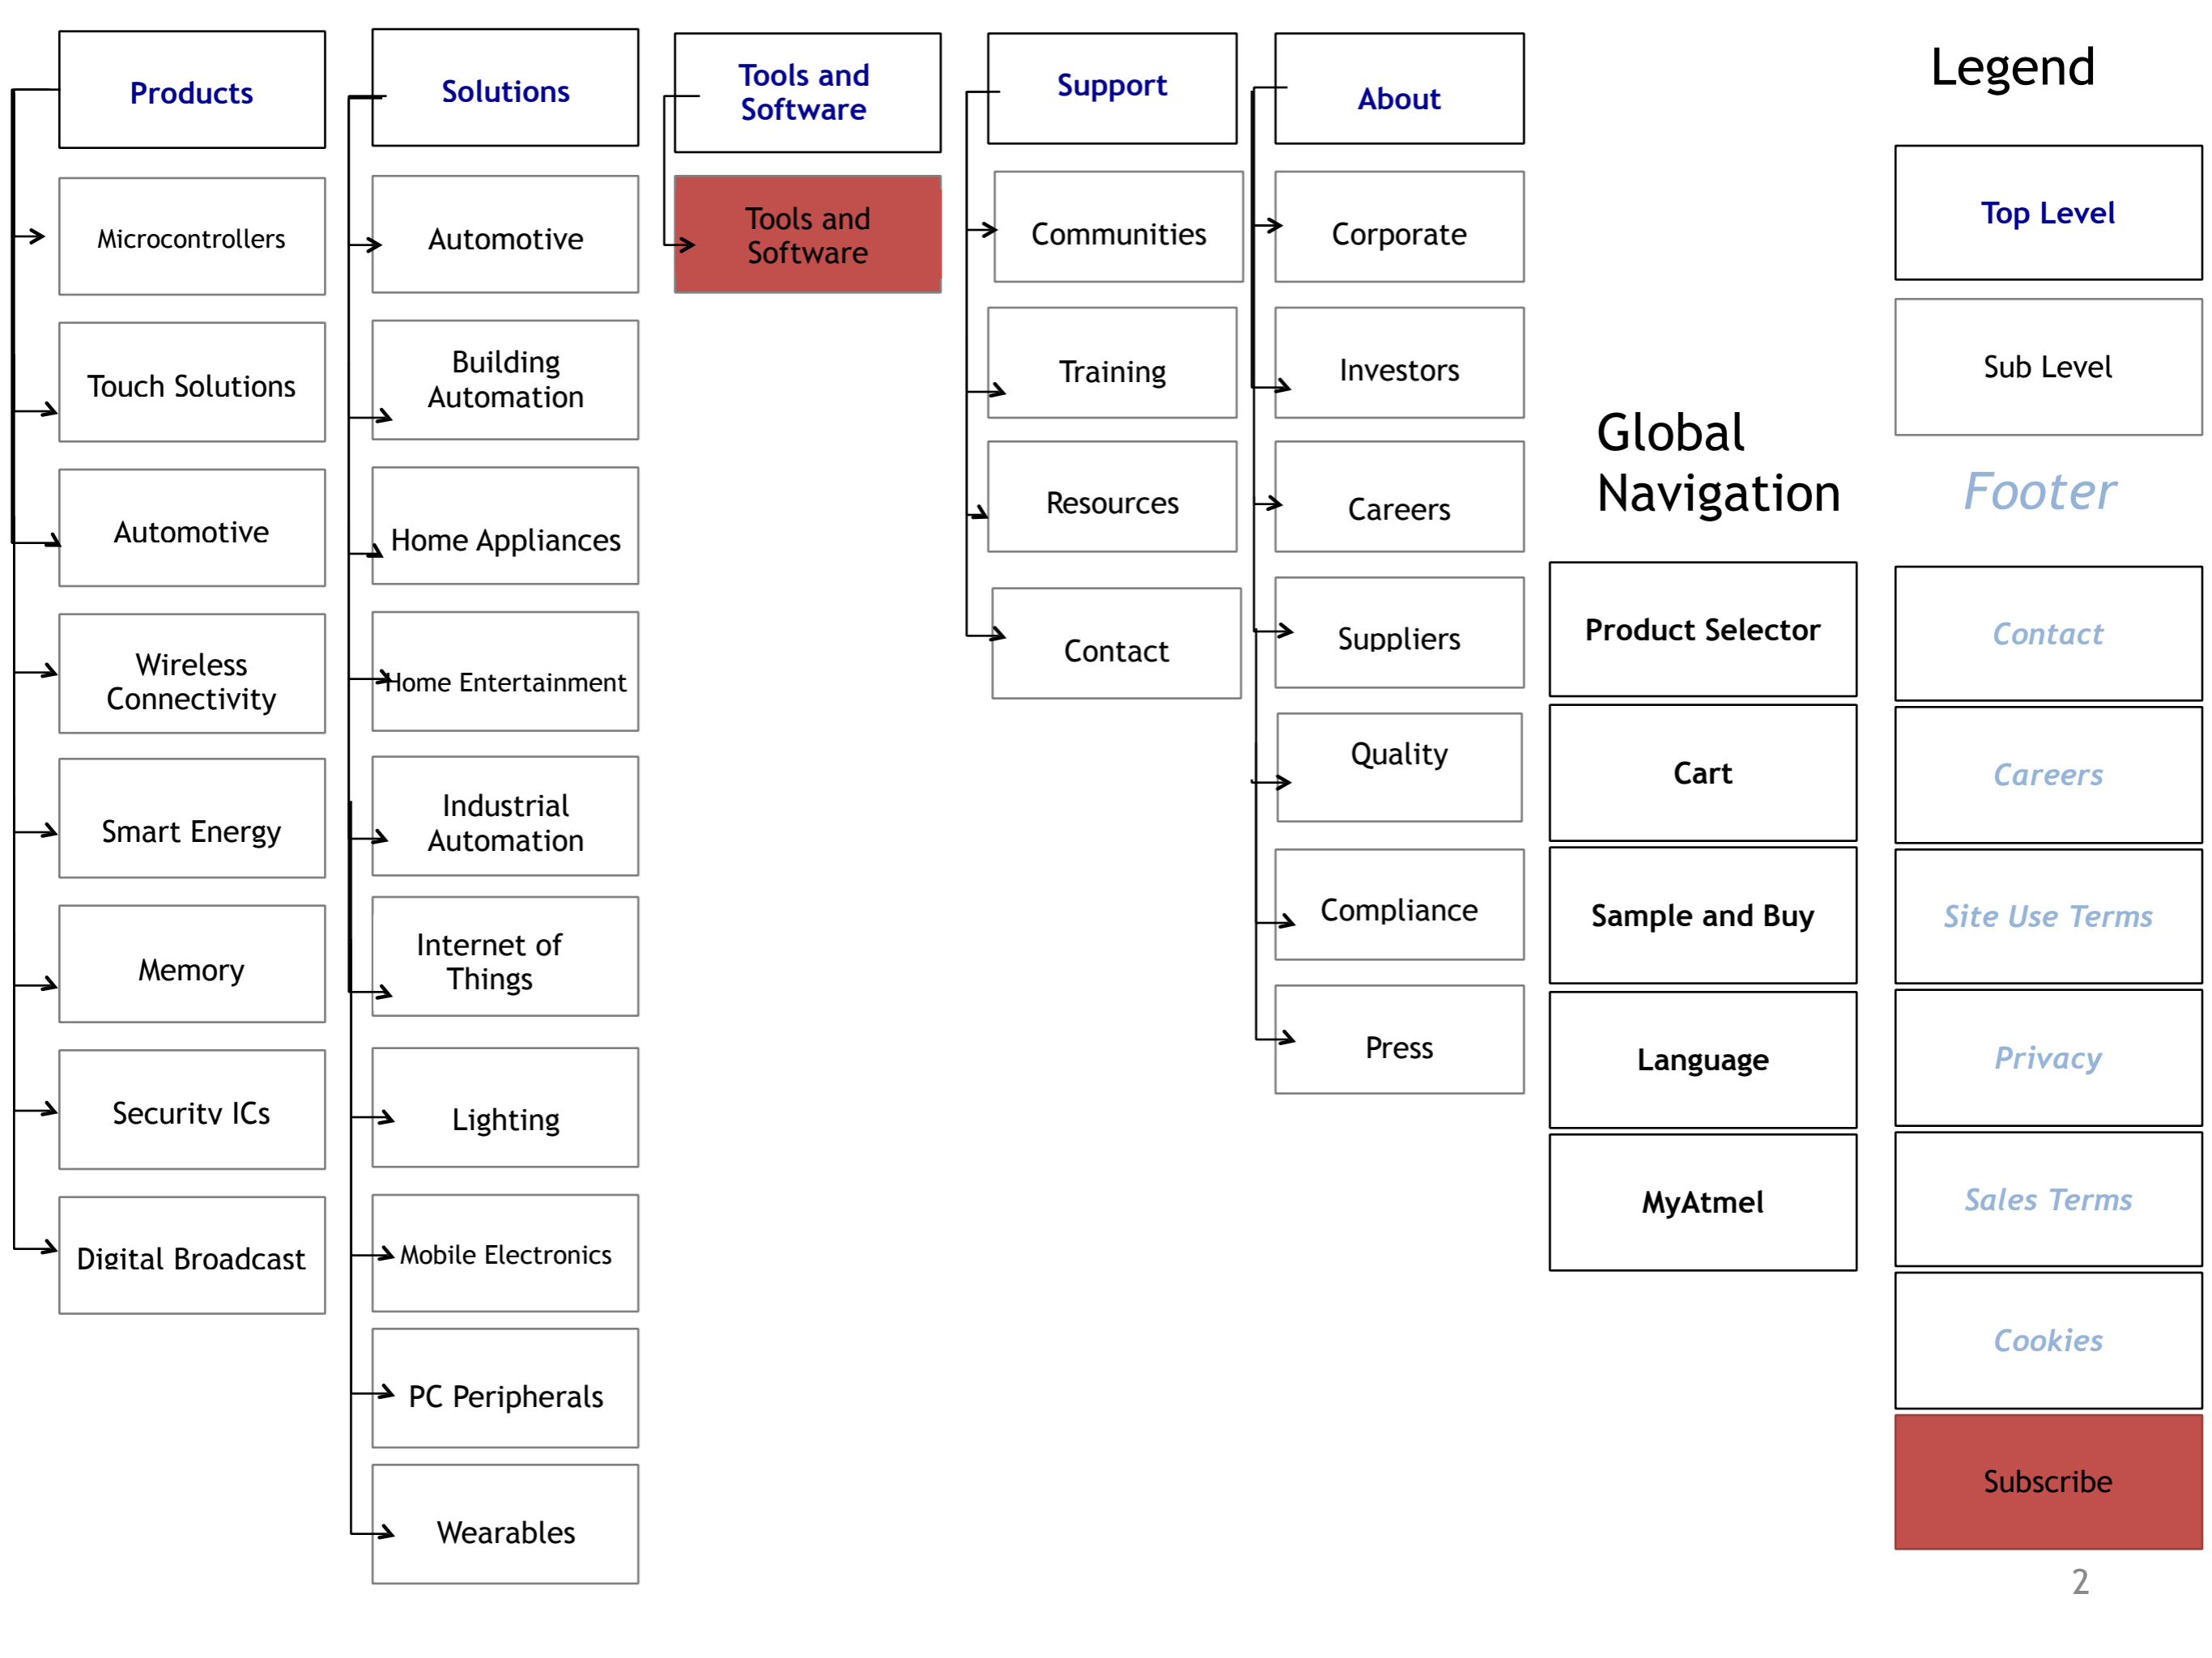 Products
Microcontrollers
Touch Solutions
Automotive
Wireless
Connectivity
Smart Energy
Memory
Security ICs
Digital Broadcast
Solutions
Automotive
Building
Automation
Home Appliances
Home Entertainment
Industrial
Automation
Internet of
Things
Lighting
Mobile Electronics
PC Peripherals
Wearables
Tools and
Software
Tools and
Software
Support
Communities
Training
Resources
Contact
About
Corporate
Investors
Careers
Suppliers
Quality
Compliance
Press
Global
Navigation
Product Selector
Cart
Sample and Buy
Language
MyAtmel
Legend
Top Level
Sub Level
Footer
Contact
Careers
Site Use Terms
Privacy
Sales Terms
Cookies
Subscribe
2